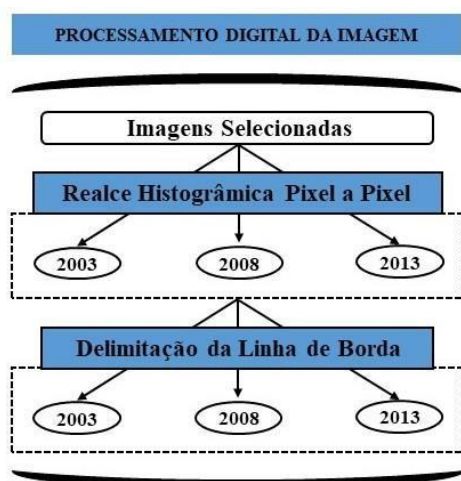 PROCESSAMENTO DIGITAL DA IMAGEM
Imagens Selecionadas
Realce Histogrâmica Pixel a Pixel
2003 2008 2013
Delimitação da Linha de Borda
2003 2008 2013